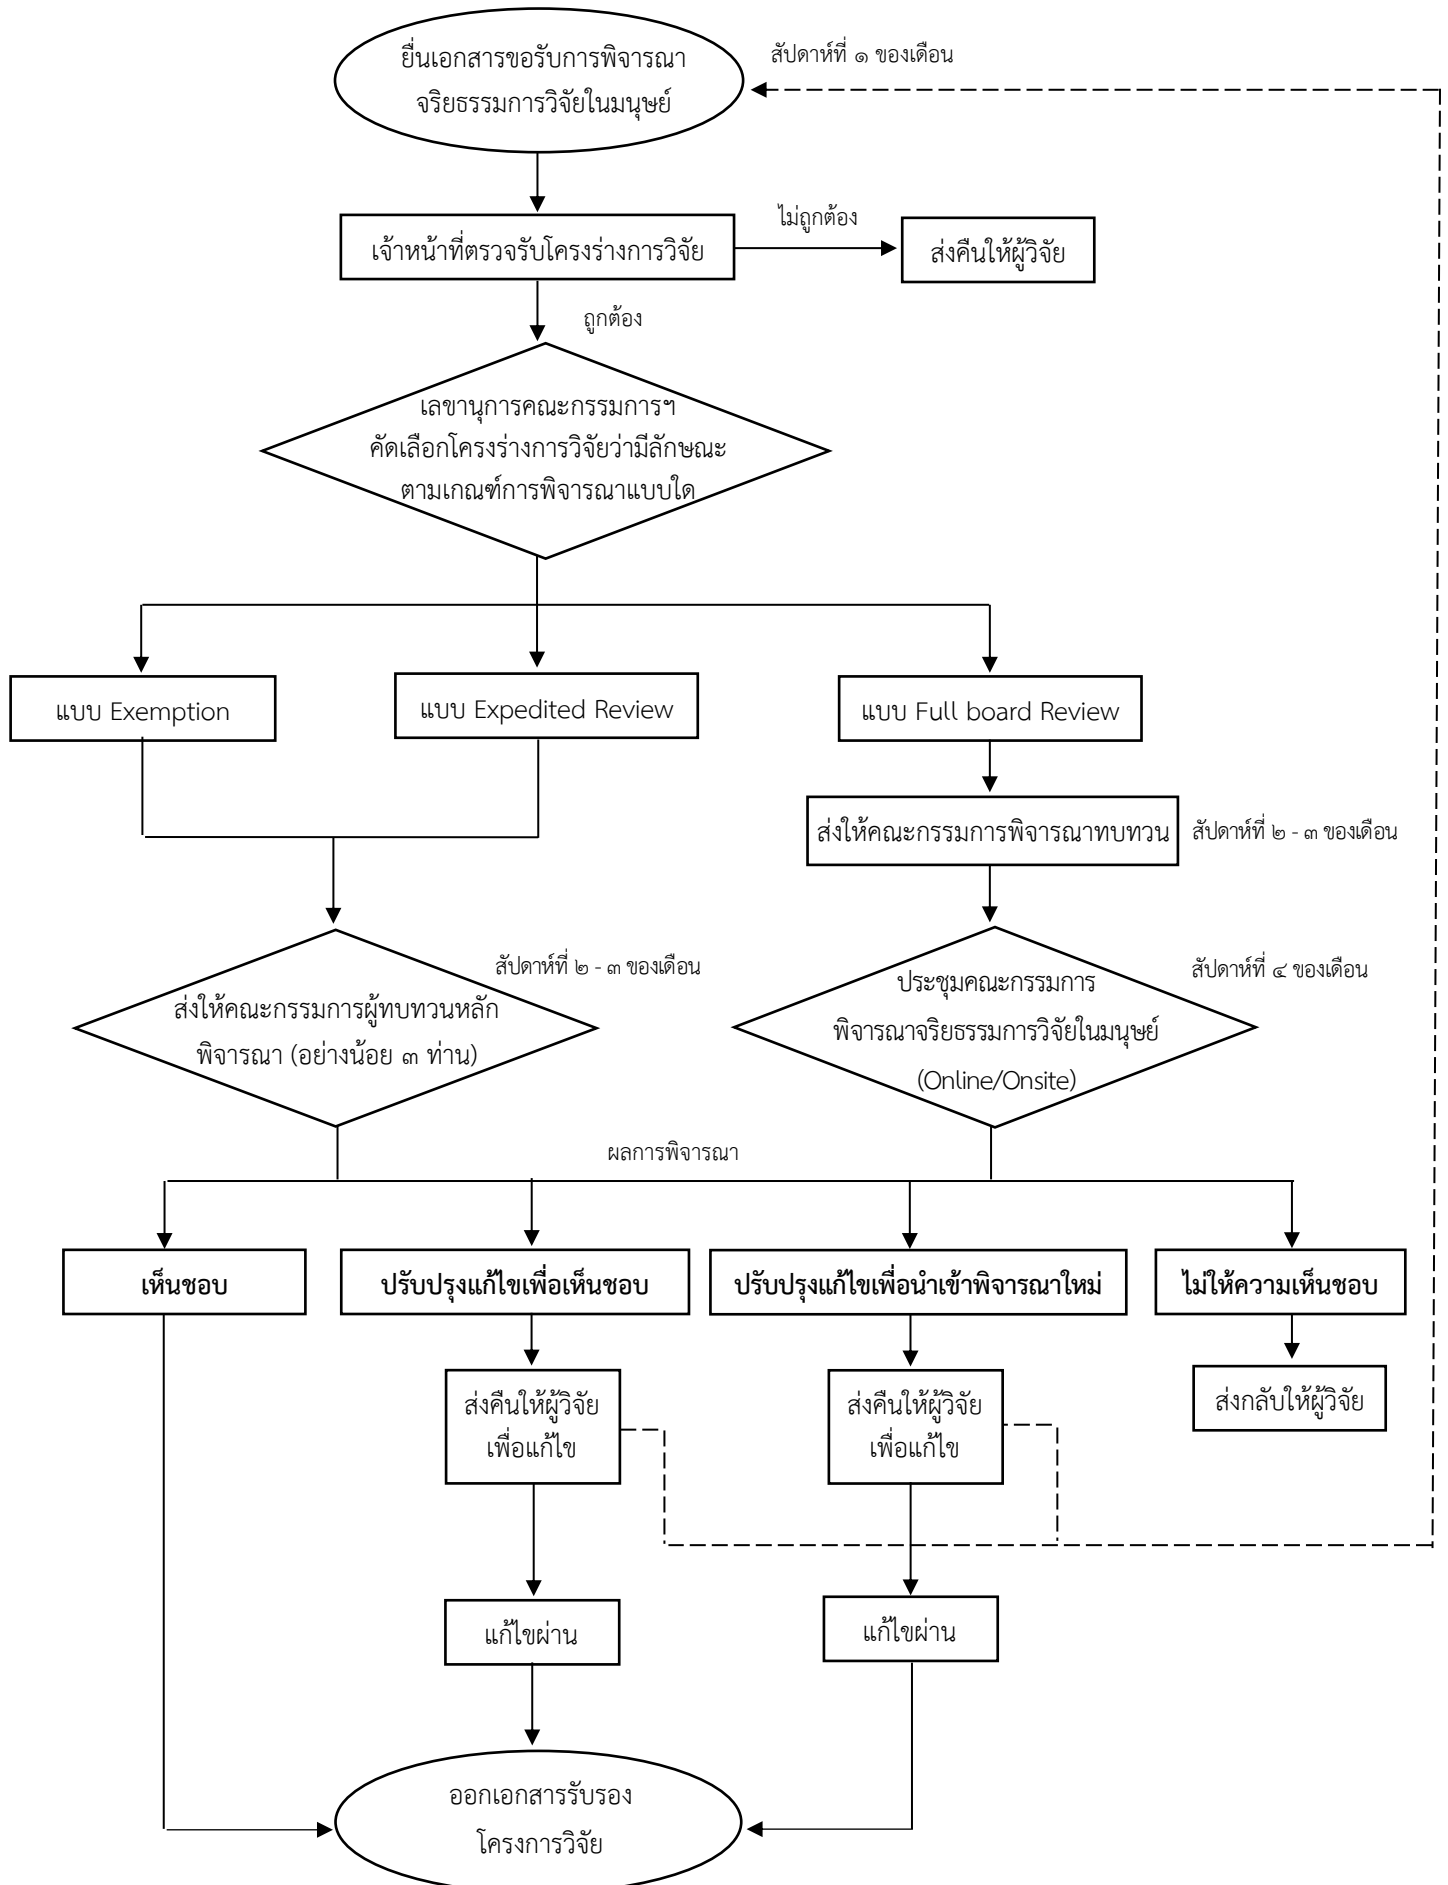 ยื่นเอกสารขอรับการพิจารณา
จริยธรรมการวิจัยในมนุษย์
สัปดาห์ที่ ๑ ของเดือน
เจ้าหน้าที่ตรวจรับโครงร่างการวิจัย
ไม่ถูกต้อง
ส่งคืนให้ผู้วิจัย
ถูกต้อง
เลขานุการคณะกรรมการฯ
คัดเลือกโครงร่างการวิจัยว่ามีลักษณะ
ตามเกณฑ์การพิจารณาแบบใด
แบบ Exemption
แบบ Expedited Review
แบบ Full board Review
ส่งให้คณะกรรมการพิจารณาทบทวน
สัปดาห์ที่ ๒ - ๓ ของเดือน
สัปดาห์ที่ ๒ - ๓ ของเดือน
ส่งให้คณะกรรมการผู้ทบทวนหลัก
พิจารณา (อย่างน้อย ๓ ท่าน)
สัปดาห์ที่ ๔ ของเดือน
ประชุมคณะกรรมการ
พิจารณาจริยธรรมการวิจัยในมนุษย์
(Online/Onsite)
ผลการพิจารณา
เห็นชอบ
ปรับปรุงแก้ไขเพื่อเห็นชอบ
ปรับปรุงแก้ไขเพื่อนำเข้าพิจารณาใหม่
ไม่ให้ความเห็นชอบ
ส่งคืนให้ผู้วิจัย
เพื่อแก้ไข
ส่งคืนให้ผู้วิจัย
เพื่อแก้ไข
ส่งกลับให้ผู้วิจัย
แก้ไขผ่าน
แก้ไขผ่าน
ออกเอกสารรับรอง
โครงการวิจัย